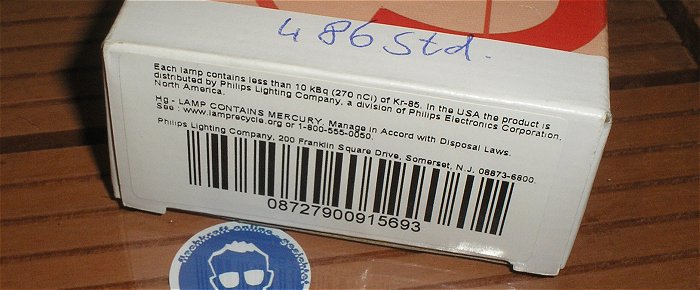 486 Std.
Each lamp contains less than 10 kBq (270 nCi) of Kr-85. In the USA the product is
distributed by Philips Lighting Company, a division of Philips Electronics Corporation,
North America.
Hg - LAMP CONTAINS MERCURY. Manage in Accord with Disposal Laws.
See : www.lamprecycle.org or 1-800-555-0050.
Philips Lighting Company, 200 Franklin Square Drive, Somerset, N.J. 08873-6800.
08727900915693